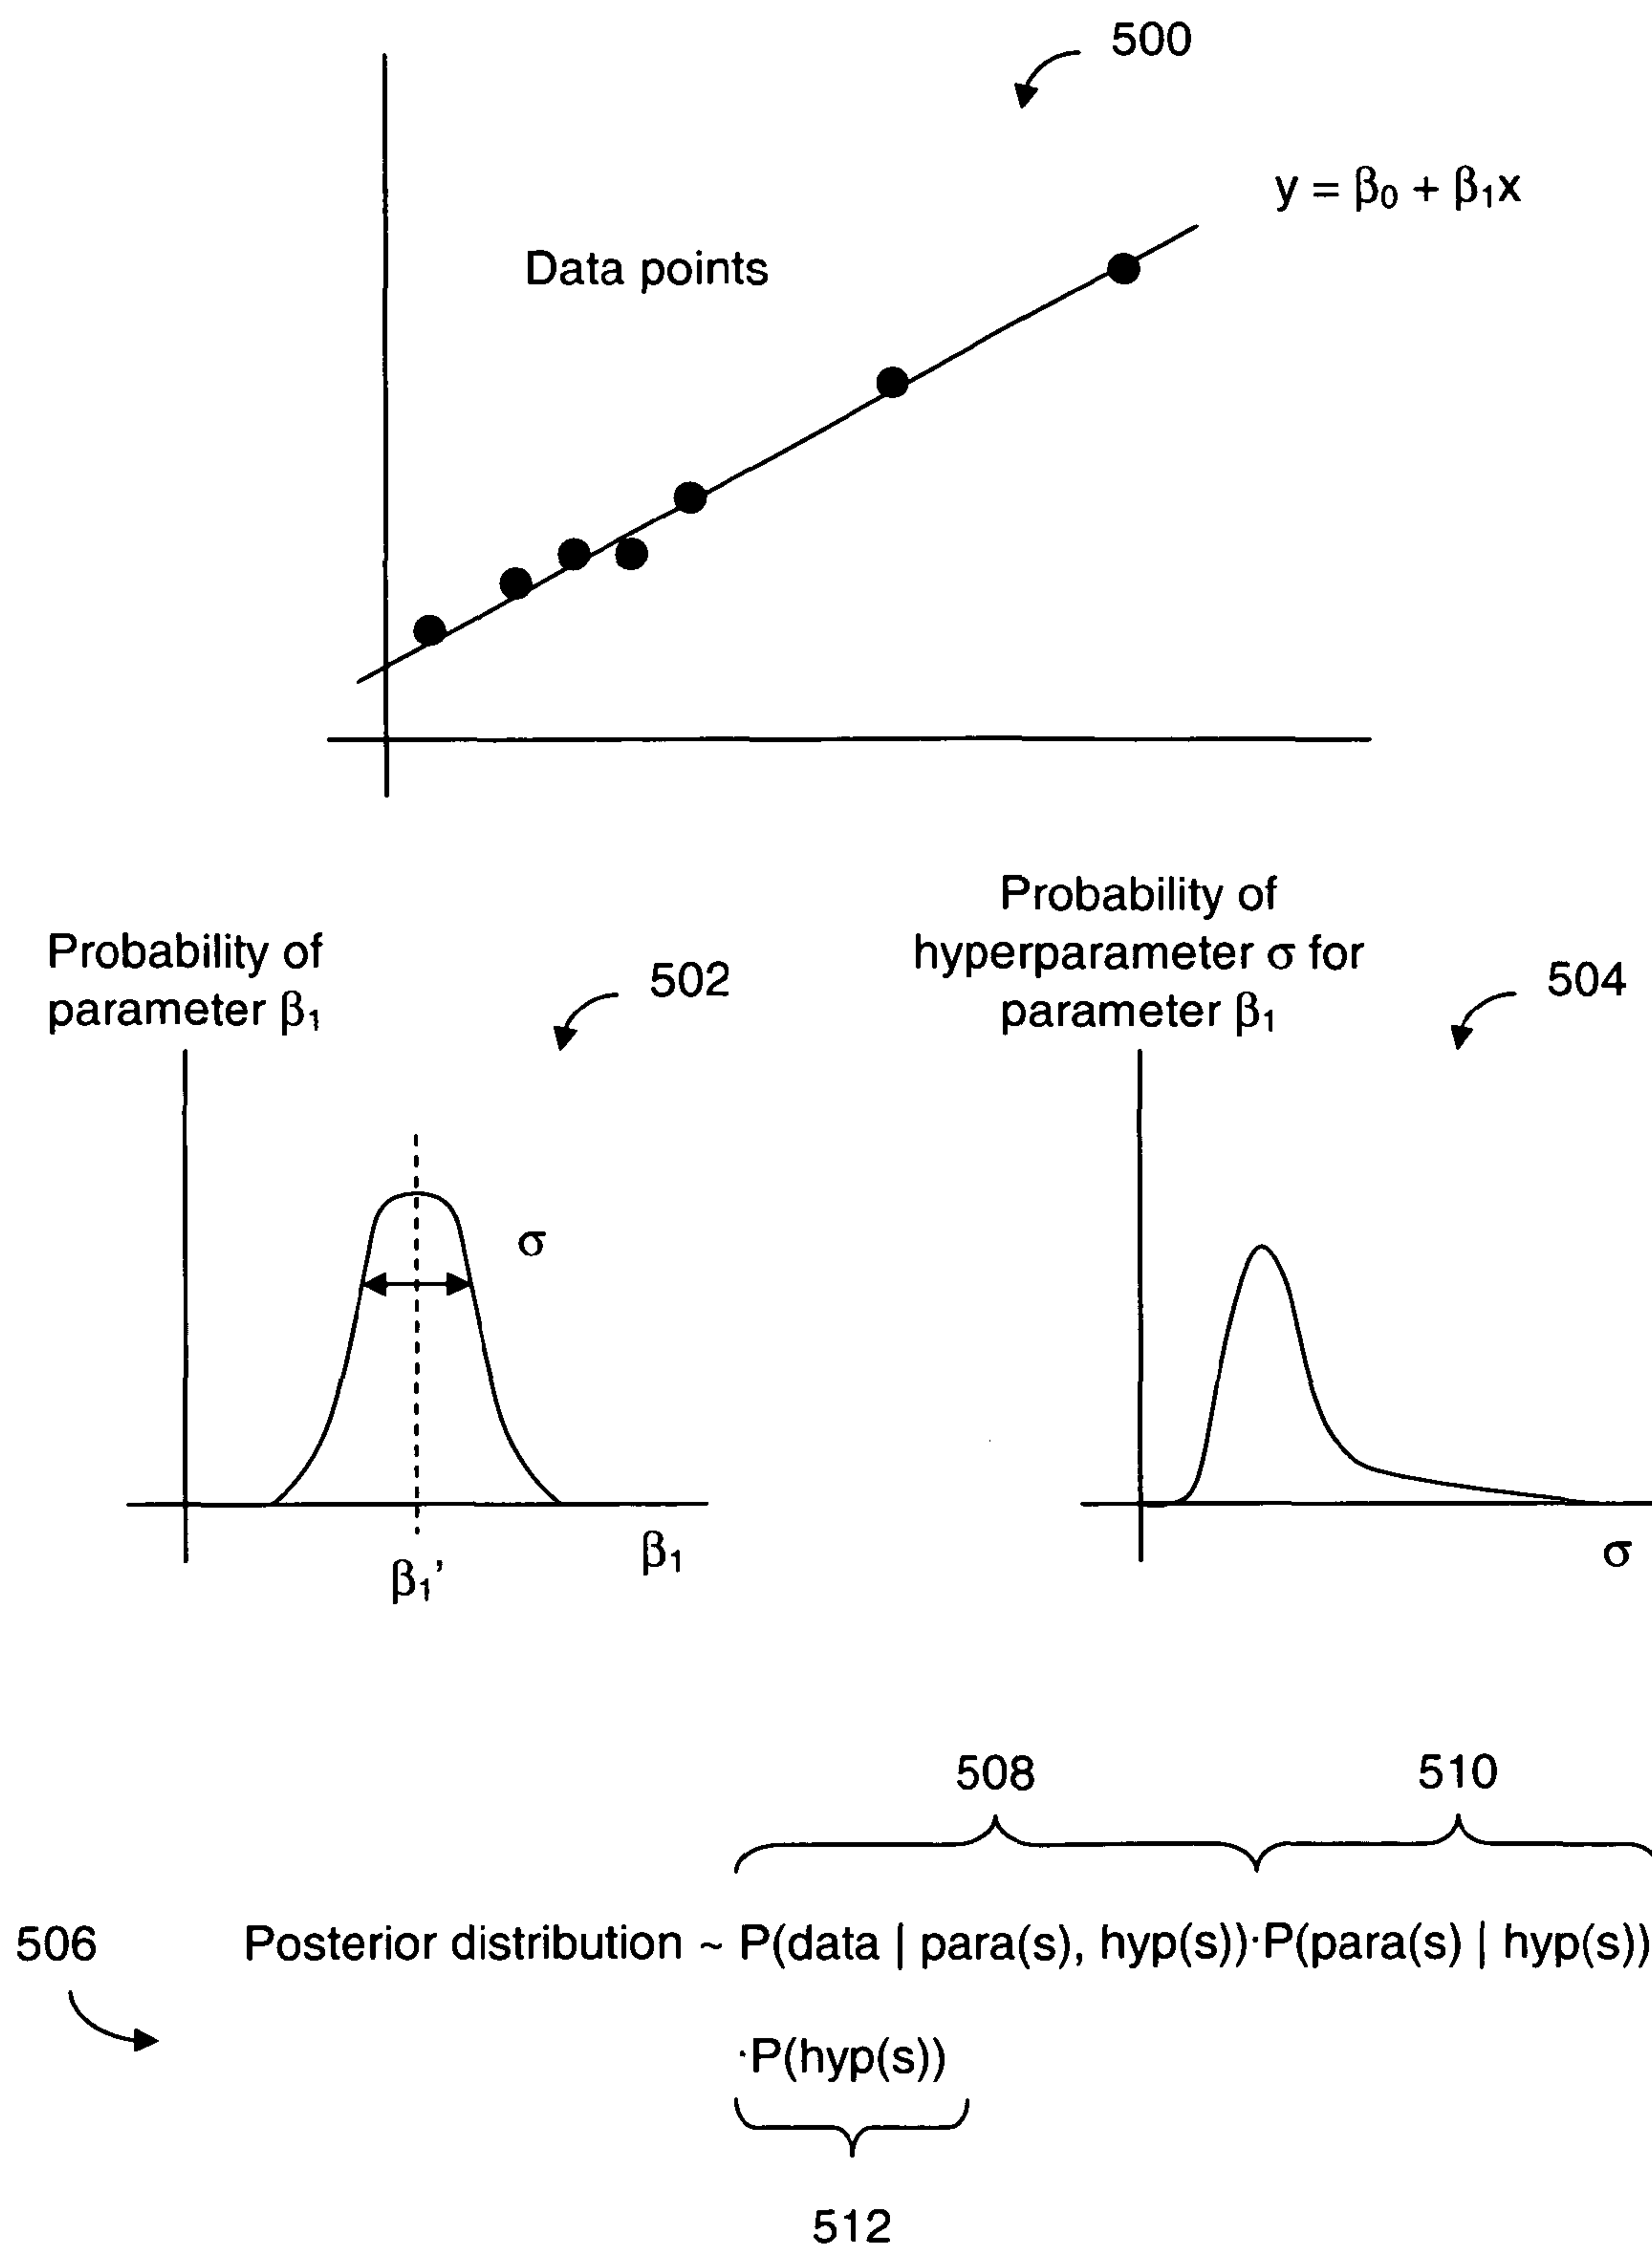 500
y = β₀ + β₁x
Data points
Probability of
parameter β₁
502
Probability of
hyperparameter σ for
parameter β₁
504
σ
β₁’
β₁
σ
508
510
506
Posterior distribution ~ P(data | para(s), hyp(s))·P(para(s) | hyp(s))
·P(hyp(s))
512